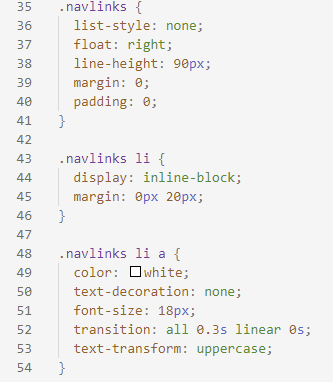 35 .navlinks {
36 list-style: none;
37 float: right;
38 line-height: 90px;
39 margin: 0;
40 padding: 0;
41 }
42
43 .navlinks li {
44 display: inline-block;
45 margin: 0px 20px;
46 }
47
48 .navlinks li a {
49 color: white;
50 text-decoration: none;
51 font-size: 18px;
52 transition: all 0.3s linear 0s;
53 text-transform: uppercase;
54 }